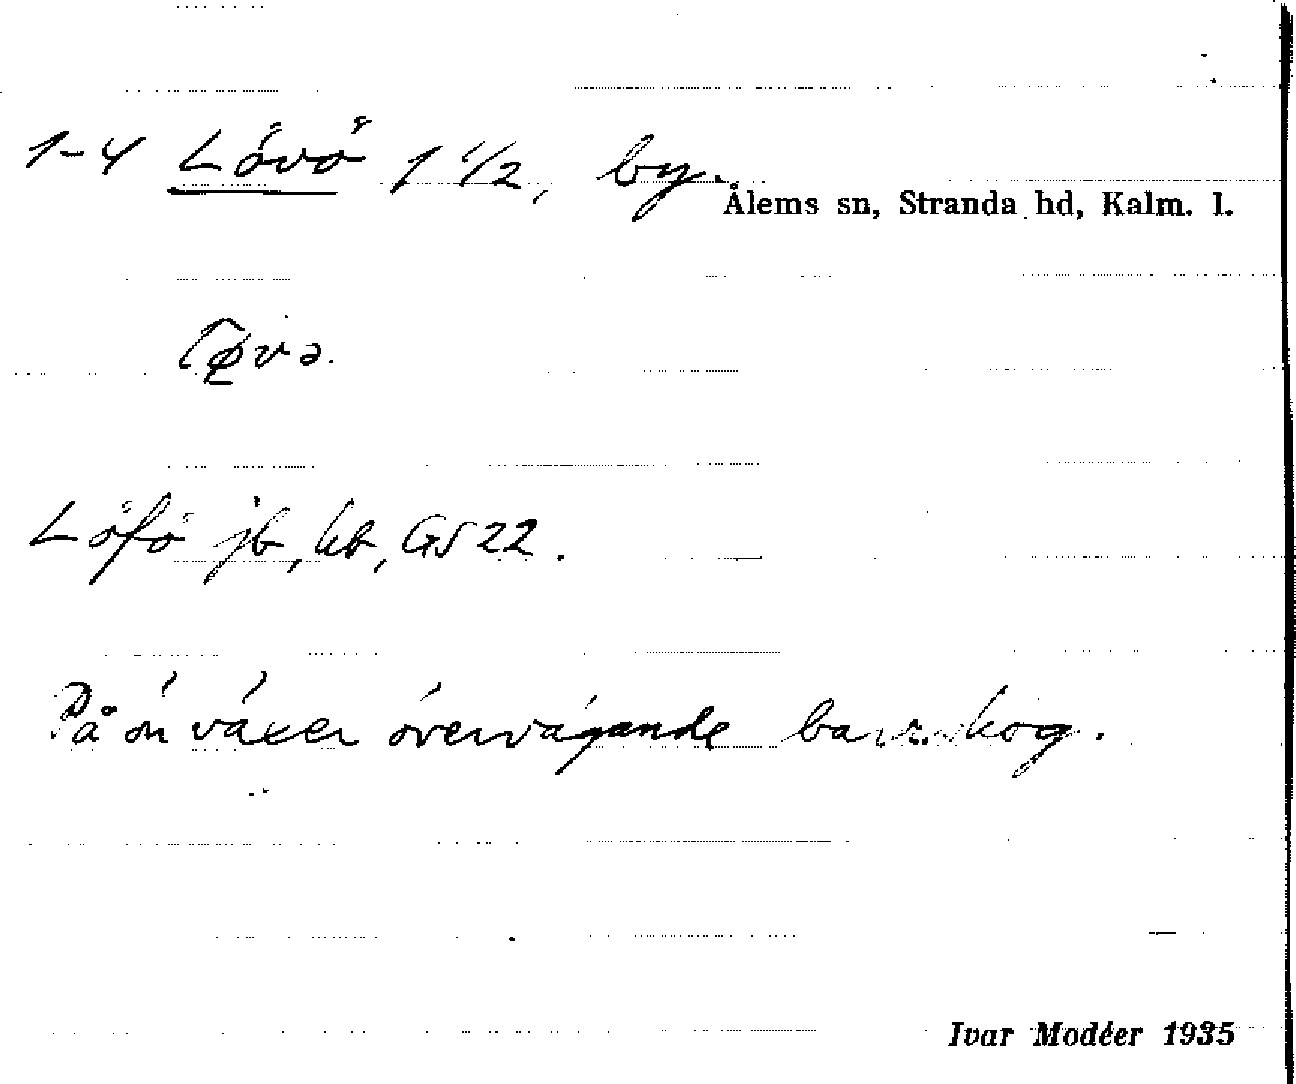 1-4 Lövö 1 1/2, by.
Ålems sn, Stranda hd, Kalm. l.
Löfö jb, kb, GS 22.
På ön växer övervägande barrskog.
Ivar Modéer 1935